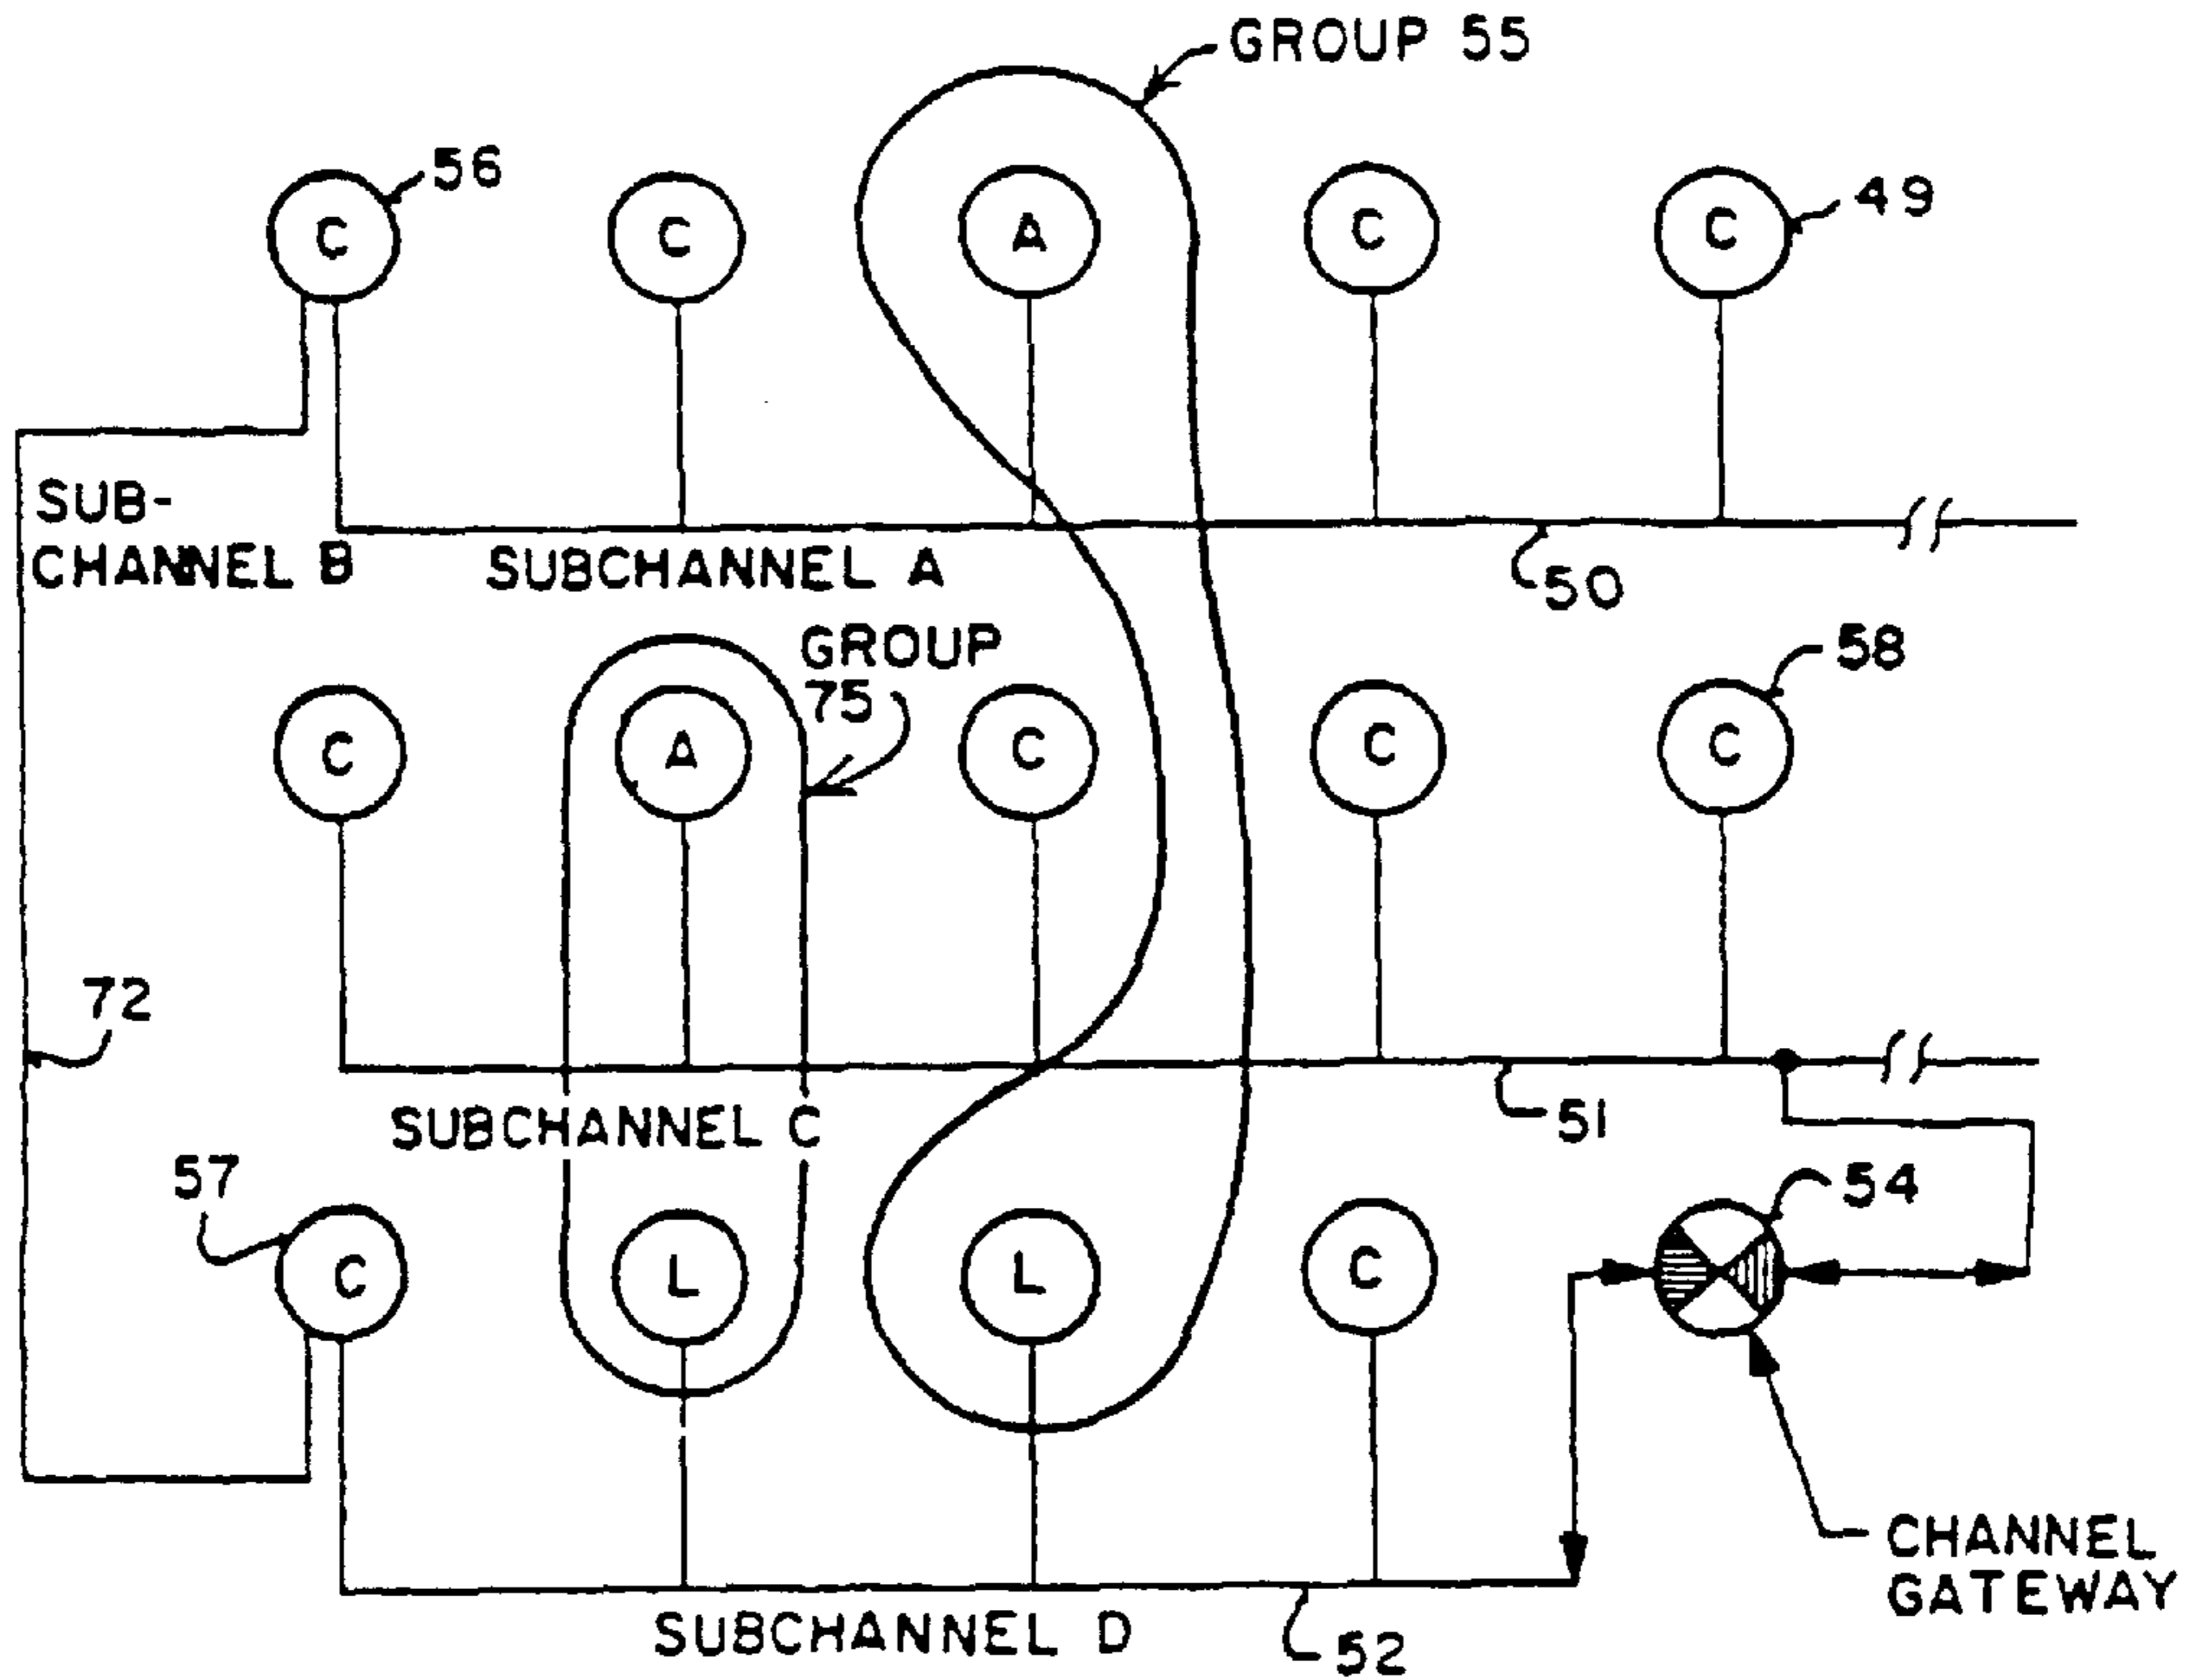 GROUP 55
56
C
C
A
C
C
49
SUB-
CHANNEL B
SUBCHANNEL A
50
GROUP
75
58
C
A
C
C
C
72
SUBCHANNEL C
51
57
54
C
L
L
C
CHANNEL
GATEWAY
SUBCHANNEL D
52